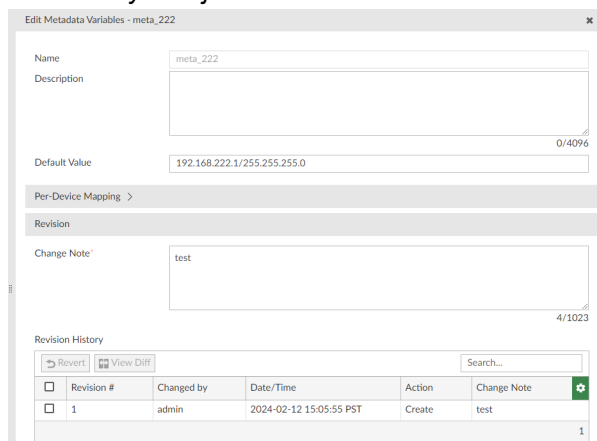 Edit Metadata Variables - meta_222
Name
meta_222
Description
0/4096
Default Value
192.168.222.1/255.255.255.0
Per-Device Mapping >
Revision
Change Note*
test
4/1023
Revision History
Revert View Diff Search...
Revision # Changed by Date/Time Action Change Note
1 admin 2024-02-12 15:05:55 PST Create test
1